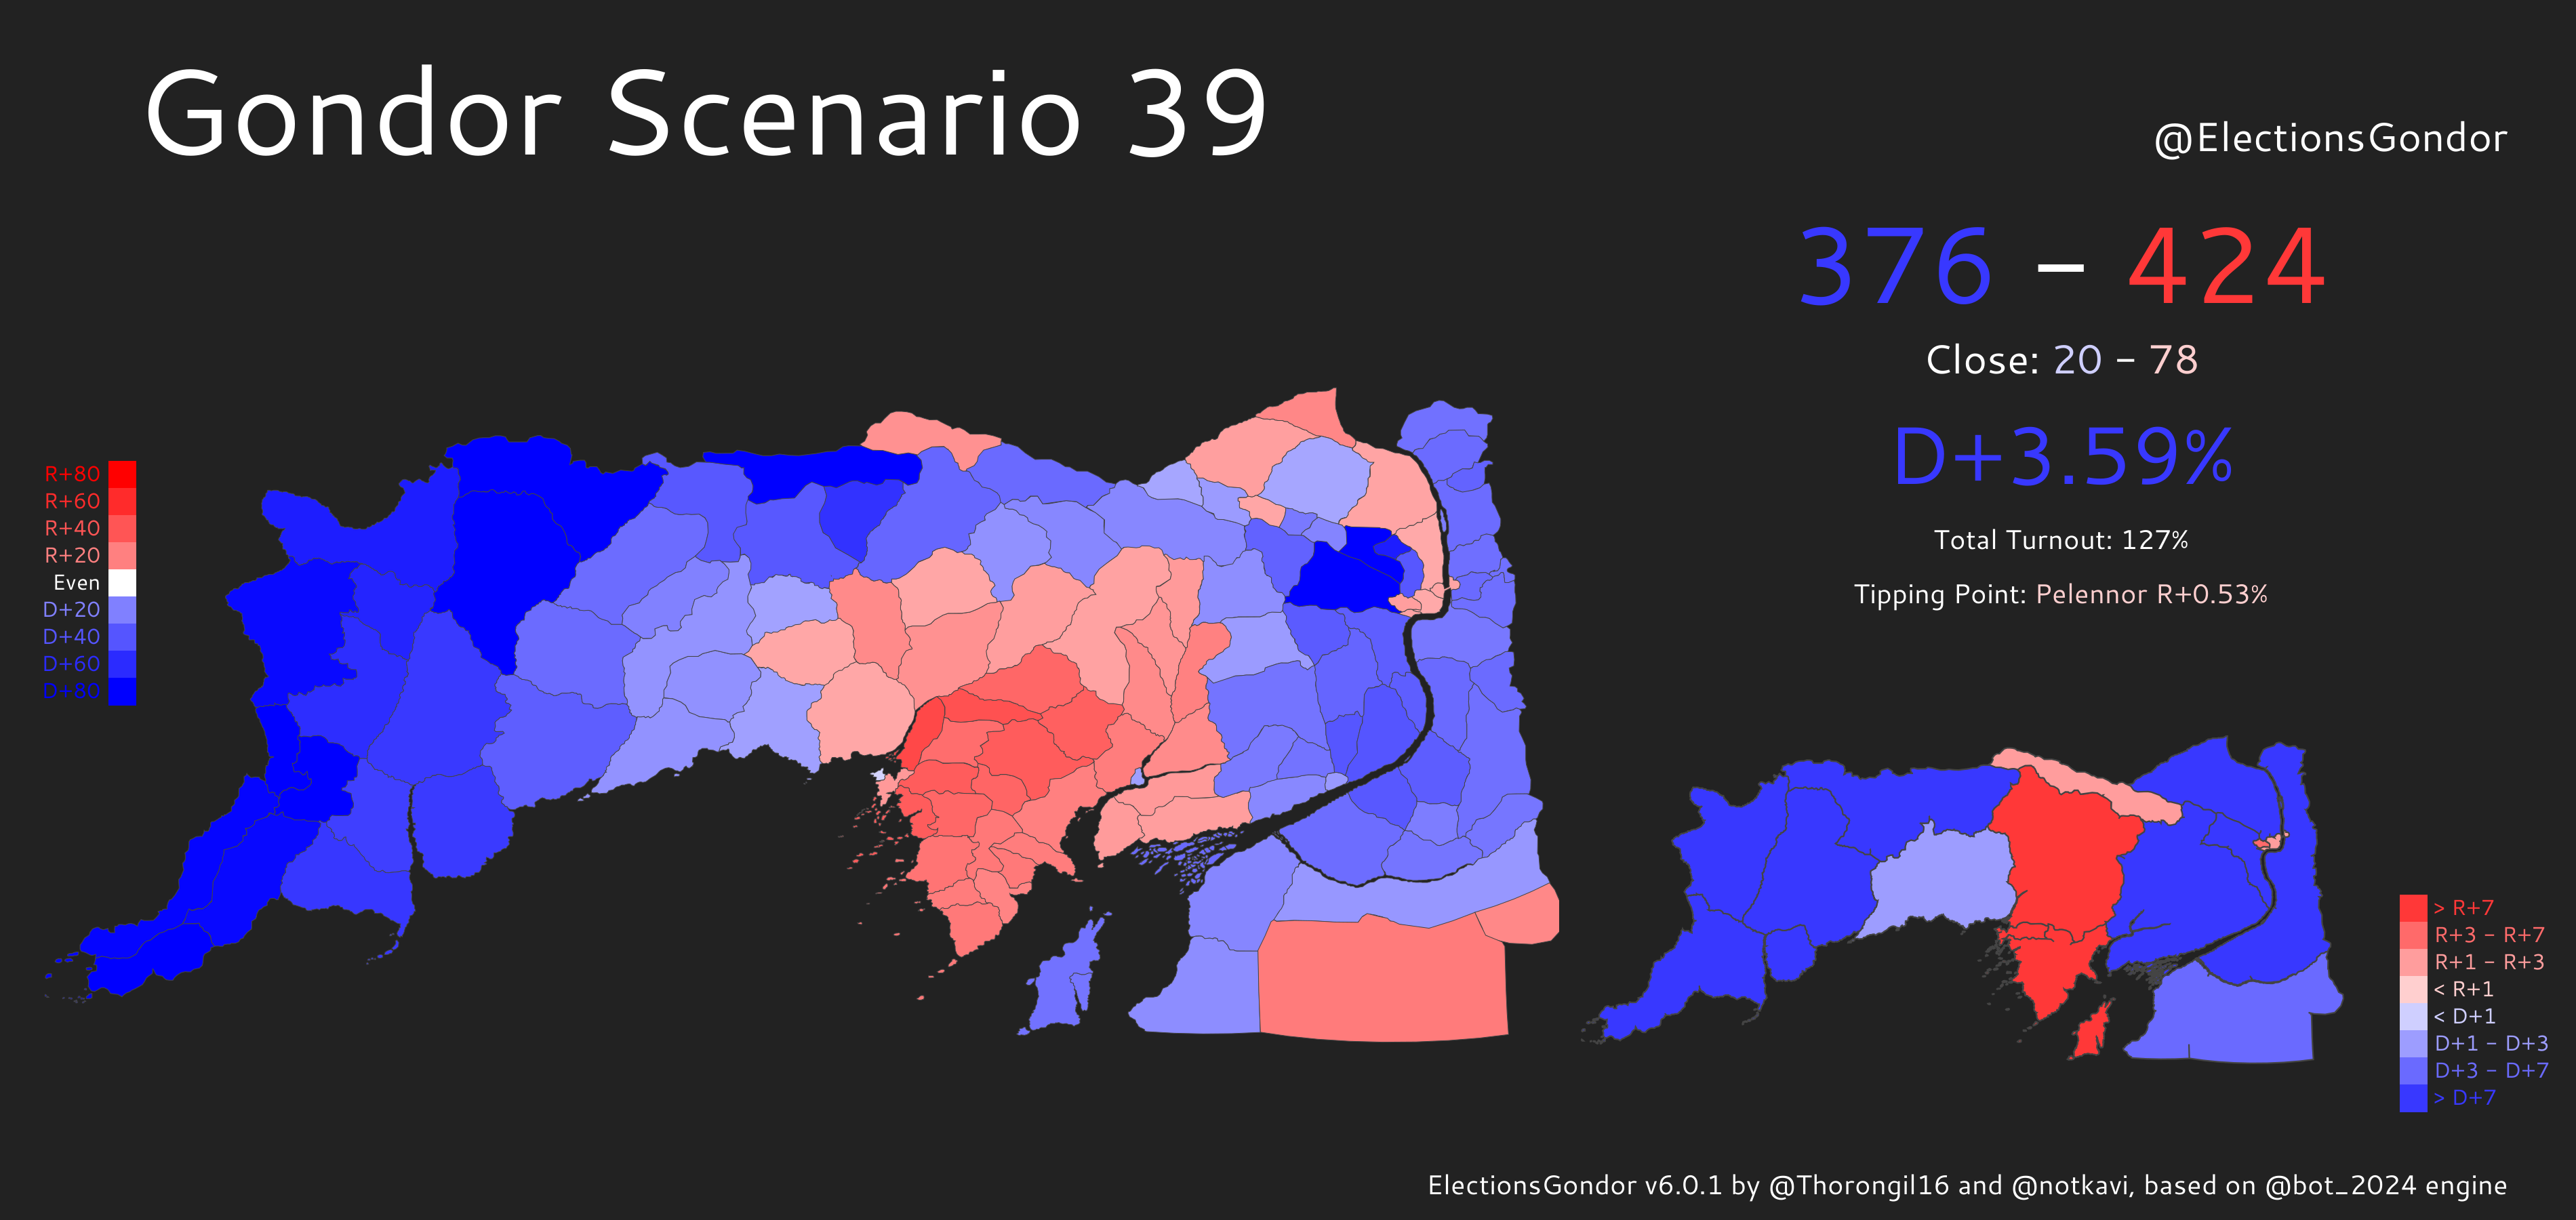 Gondor Scenario 39
@ElectionsGondor
376 – 424
Close: 20 – 78
D+3.59%
Total Turnout: 127%
Tipping Point: Pelennor R+0.53%
R+80
R+60
R+40
R+20
Even
D+20
D+40
D+60
D+80
> R+7
R+3 – R+7
R+1 – R+3
< R+1
< D+1
D+1 – D+3
D+3 – D+7
> D+7
ElectionsGondor v6.0.1 by @Thorongil16 and @notkavi, based on @bot_2024 engine